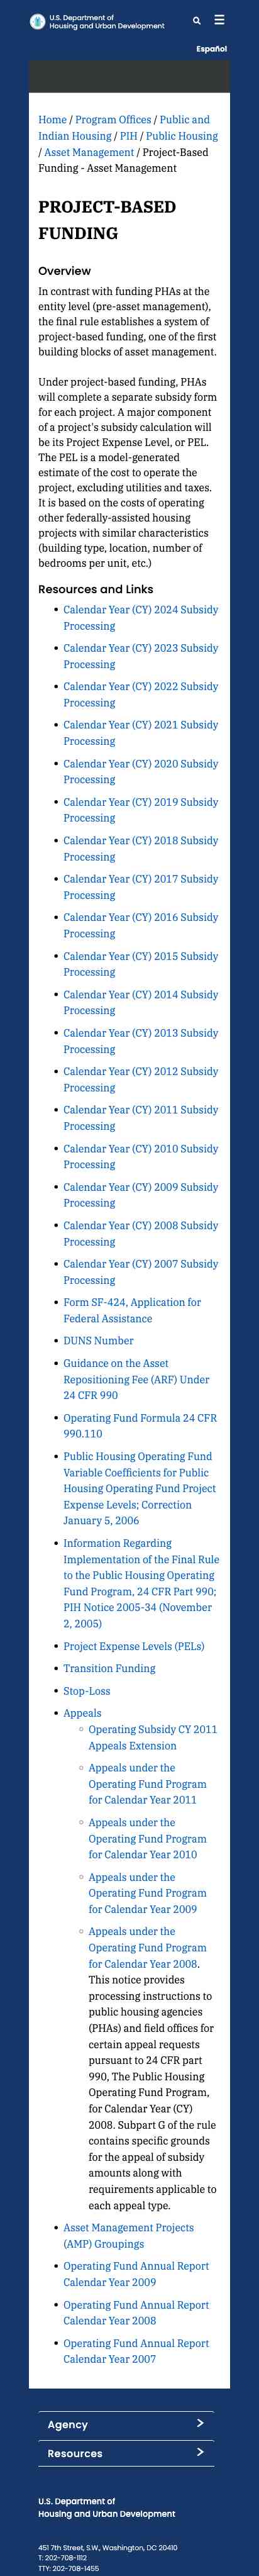 U.S. Department of
Housing and Urban Development
Español
Home / Program Offices / Public and
Indian Housing / PIH / Public Housing
/ Asset Management / Project-Based
Funding - Asset Management
PROJECT-BASED
FUNDING
Overview
In contrast with funding PHAs at the
entity level (pre-asset management),
the final rule establishes a system of
project-based funding, one of the first
building blocks of asset management.
Under project-based funding, PHAs
will complete a separate subsidy form
for each project. A major component
of a project's subsidy calculation will
be its Project Expense Level, or PEL.
The PEL is a model-generated
estimate of the cost to operate the
project, excluding utilities and taxes.
It is based on the costs of operating
other federally-assisted housing
projects with similar characteristics
(building type, location, number of
bedrooms per unit, etc.)
Resources and Links
Calendar Year (CY) 2024 Subsidy
Processing
Calendar Year (CY) 2023 Subsidy
Processing
Calendar Year (CY) 2022 Subsidy
Processing
Calendar Year (CY) 2021 Subsidy
Processing
Calendar Year (CY) 2020 Subsidy
Processing
Calendar Year (CY) 2019 Subsidy
Processing
Calendar Year (CY) 2018 Subsidy
Processing
Calendar Year (CY) 2017 Subsidy
Processing
Calendar Year (CY) 2016 Subsidy
Processing
Calendar Year (CY) 2015 Subsidy
Processing
Calendar Year (CY) 2014 Subsidy
Processing
Calendar Year (CY) 2013 Subsidy
Processing
Calendar Year (CY) 2012 Subsidy
Processing
Calendar Year (CY) 2011 Subsidy
Processing
Calendar Year (CY) 2010 Subsidy
Processing
Calendar Year (CY) 2009 Subsidy
Processing
Calendar Year (CY) 2008 Subsidy
Processing
Calendar Year (CY) 2007 Subsidy
Processing
Form SF-424, Application for
Federal Assistance
DUNS Number
Guidance on the Asset
Repositioning Fee (ARF) Under
24 CFR 990
Operating Fund Formula 24 CFR
990.110
Public Housing Operating Fund
Variable Coefficients for Public
Housing Operating Fund Project
Expense Levels; Correction
January 5, 2006
Information Regarding
Implementation of the Final Rule
to the Public Housing Operating
Fund Program, 24 CFR Part 990;
PIH Notice 2005-34 (November
2, 2005)
Project Expense Levels (PELs)
Transition Funding
Stop-Loss
Appeals
Operating Subsidy CY 2011
Appeals Extension
Appeals under the
Operating Fund Program
for Calendar Year 2011
Appeals under the
Operating Fund Program
for Calendar Year 2010
Appeals under the
Operating Fund Program
for Calendar Year 2009
Appeals under the
Operating Fund Program
for Calendar Year 2008.
This notice provides
processing instructions to
public housing agencies
(PHAs) and field offices for
certain appeal requests
pursuant to 24 CFR part
990, The Public Housing
Operating Fund Program,
for Calendar Year (CY)
2008. Subpart G of the rule
contains specific grounds
for the appeal of subsidy
amounts along with
requirements applicable to
each appeal type.
Asset Management Projects
(AMP) Groupings
Operating Fund Annual Report
Calendar Year 2009
Operating Fund Annual Report
Calendar Year 2008
Operating Fund Annual Report
Calendar Year 2007
Agency
Resources
U.S. Department of
Housing and Urban Development
451 7th Street, S.W., Washington, DC 20410
T: 202-708-1112
TTY: 202-708-1455